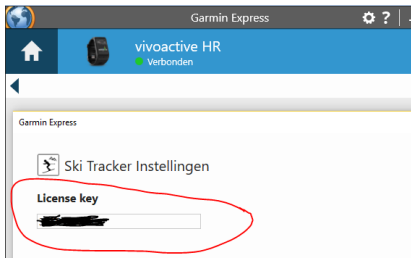 Garmin Express
?
vivoactive HR
Verbonden
Garmin Express
Ski Tracker Instellingen
License key